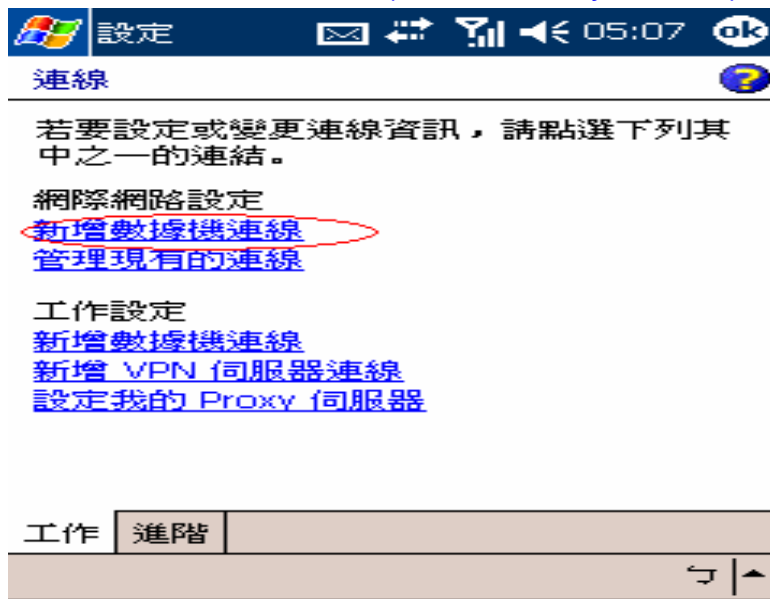 設定 05:07 ok
連線
若要設定或變更連線資訊，請點選下列其
中之一的連結。
網際網路設定
新增數據機連線
管理現有的連線
工作設定
新增數據機連線
新增 VPN 伺服器連線
設定我的 Proxy 伺服器
工作 進階
ㄅ